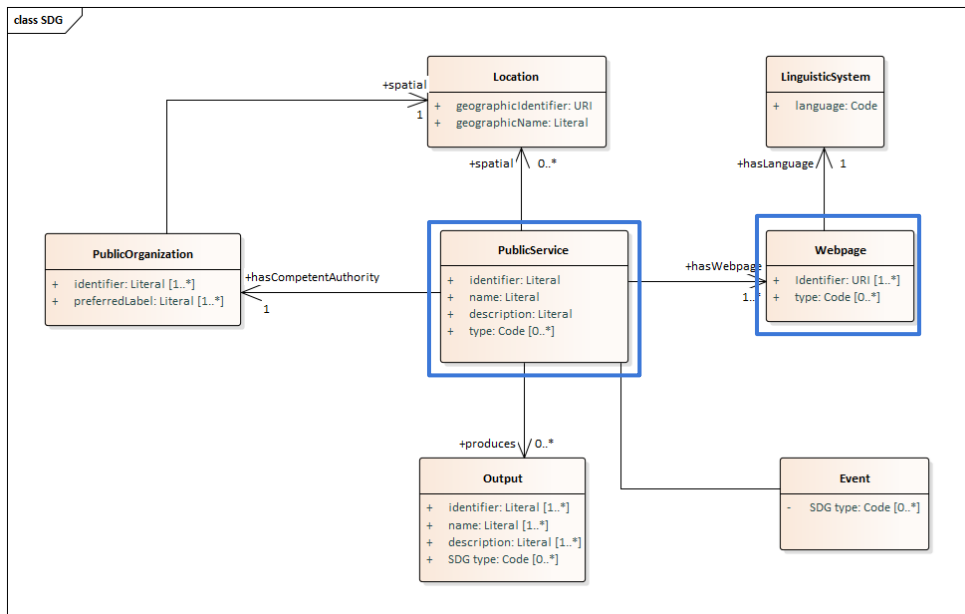 class SDG
Location
+ geographicIdentifier: URI
+ geographicName: Literal
LinguisticSystem
+ language: Code
+spatial
1
+spatial
0..*
+hasLanguage
1
PublicOrganization
+ identifier: Literal [1..*]
+ preferredLabel: Literal [1..*]
+hasCompetentAuthority
1
PublicService
+ identifier: Literal
+ name: Literal
+ description: Literal
+ type: Code [0..*]
+hasWebpage
1..*
Webpage
+ Identifier: URI [1..*]
+ type: Code [0..*]
+produces
0..*
Output
+ identifier: Literal [1..*]
+ name: Literal [1..*]
+ description: Literal [1..*]
+ SDG type: Code [0..*]
Event
- SDG type: Code [0..*]